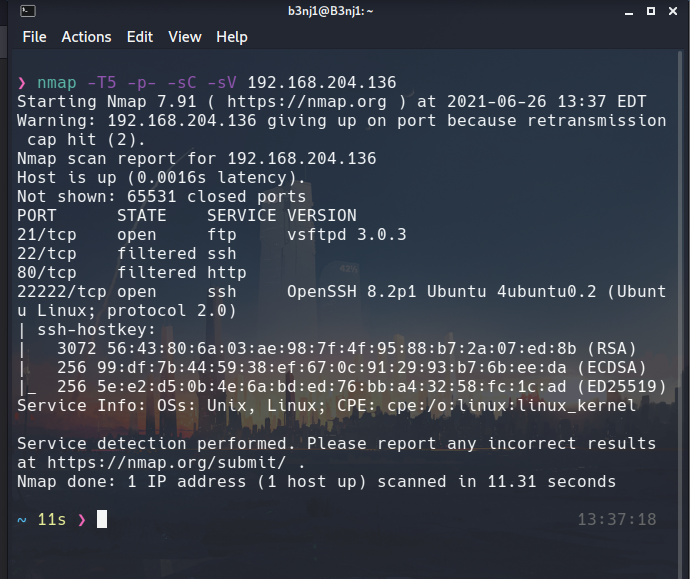 b3nj1@B3nj1: ~
File Actions Edit View Help
❯ nmap -T5 -p- -sC -sV 192.168.204.136
Starting Nmap 7.91 ( https://nmap.org ) at 2021-06-26 13:37 EDT
Warning: 192.168.204.136 giving up on port because retransmission
 cap hit (2).
Nmap scan report for 192.168.204.136
Host is up (0.0016s latency).
Not shown: 65531 closed ports
PORT      STATE    SERVICE VERSION
21/tcp    open     ftp     vsftpd 3.0.3
22/tcp    filtered ssh
80/tcp    filtered http
22222/tcp open     ssh     OpenSSH 8.2p1 Ubuntu 4ubuntu0.2 (Ubunt
u Linux; protocol 2.0)
| ssh-hostkey:
|   3072 56:43:80:6a:03:ae:98:7f:4f:95:88:b7:2a:07:ed:8b (RSA)
|   256 99:df:7b:44:59:38:ef:67:0c:91:29:93:b7:6b:ee:da (ECDSA)
|_  256 5e:e2:d5:0b:4e:6a:bd:ed:76:bb:a4:32:58:fc:1c:ad (ED25519)
Service Info: OSs: Unix, Linux; CPE: cpe:/o:linux:linux_kernel
Service detection performed. Please report any incorrect results
at https://nmap.org/submit/ .
Nmap done: 1 IP address (1 host up) scanned in 11.31 seconds
~ 11s ❯ 13:37:18